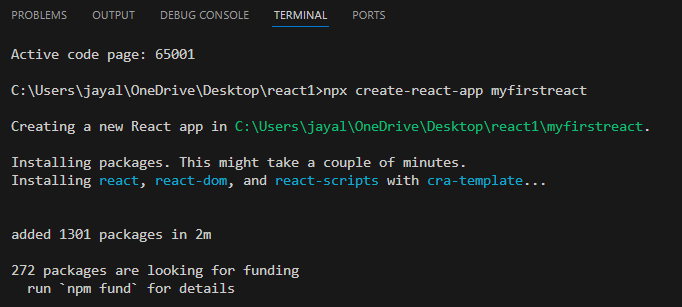 PROBLEMS OUTPUT DEBUG CONSOLE TERMINAL PORTS
Active code page: 65001
C:\Users\jayal\OneDrive\Desktop\react1>npx create-react-app myfirstreact
Creating a new React app in C:\Users\jayal\OneDrive\Desktop\react1\myfirstreact.
Installing packages. This might take a couple of minutes.
Installing react, react-dom, and react-scripts with cra-template...
added 1301 packages in 2m
272 packages are looking for funding
run `npm fund` for details